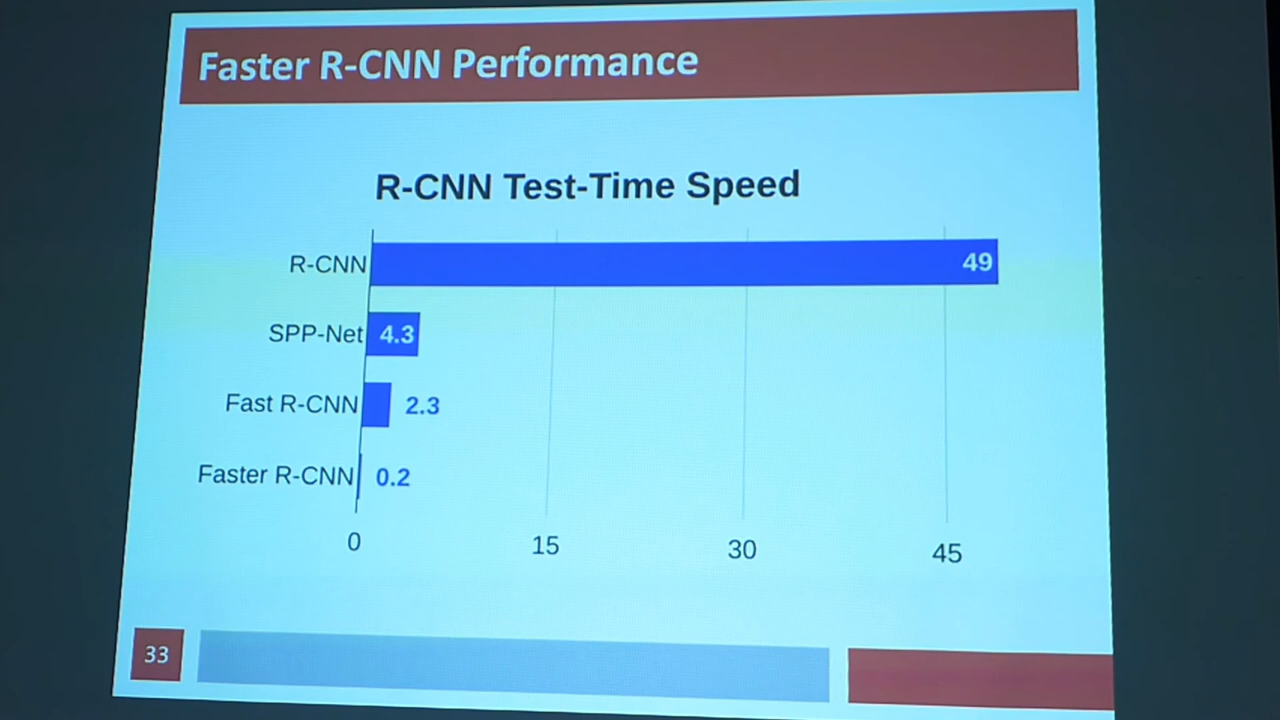 Faster R-CNN Performance
R-CNN Test-Time Speed
R-CNN 49
SPP-Net 4.3
Fast R-CNN 2.3
Faster R-CNN 0.2
0 15 30 45
33